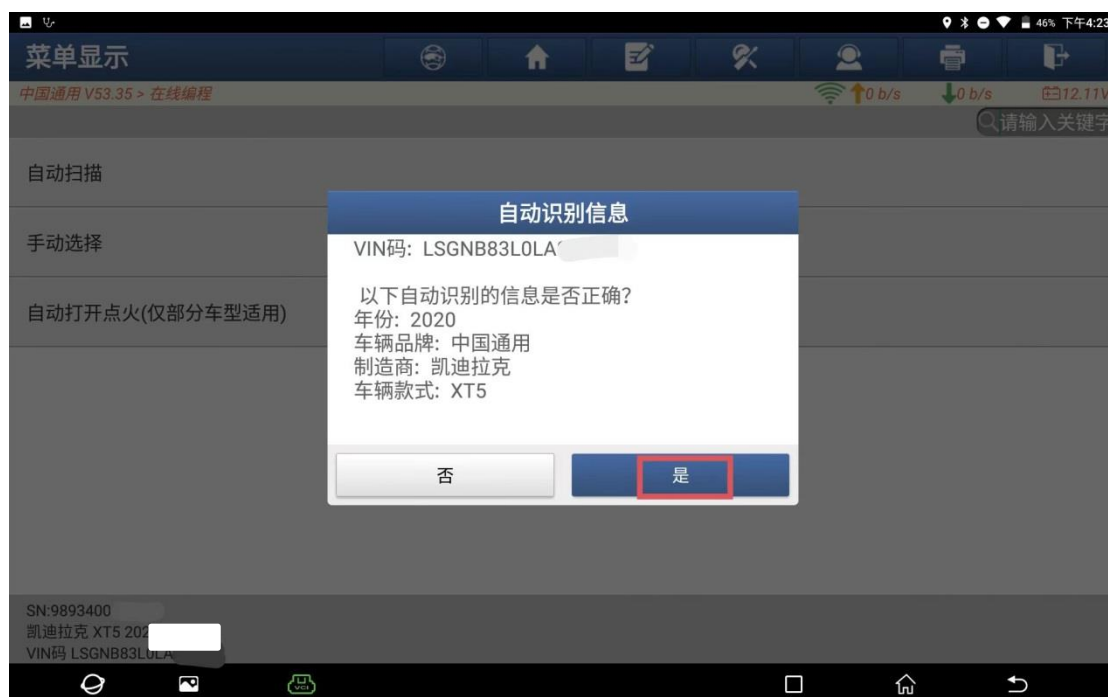 46% 下午4:23
菜单显示
中国通用 V53.35 > 在线编程
0 b/s
0 b/s
12.11V
请输入关键字
自动扫描
手动选择
自动打开点火(仅部分车型适用)
自动识别信息
VIN码: LSGNB83L0LA
以下自动识别的信息是否正确?
年份: 2020
车辆品牌: 中国通用
制造商: 凯迪拉克
车辆款式: XT5
否
是
SN:9893400
凯迪拉克 XT5 202
VIN码 LSGNB83L0LA
VCI